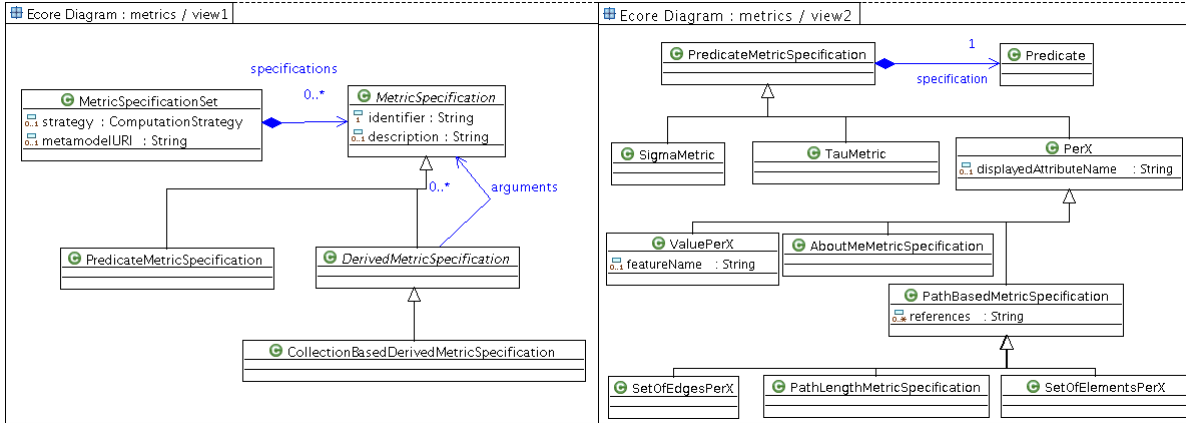 Ecore Diagram : metrics / view1
specifications
0..*
MetricSpecificationSet
0..1 strategy : ComputationStrategy
0..1 metamodelURI : String
MetricSpecification
1 identifier : String
0..1 description : String
0..*
arguments
PredicateMetricSpecification
DerivedMetricSpecification
CollectionBasedDerivedMetricSpecification
Ecore Diagram : metrics / view2
PredicateMetricSpecification
1
specification
Predicate
SigmaMetric
TauMetric
PerX
0..1 displayedAttributeName : String
ValuePerX
0..1 featureName : String
AboutMeMetricSpecification
PathBasedMetricSpecification
0..* references : String
SetOfEdgesPerX
PathLengthMetricSpecification
SetOfElementsPerX